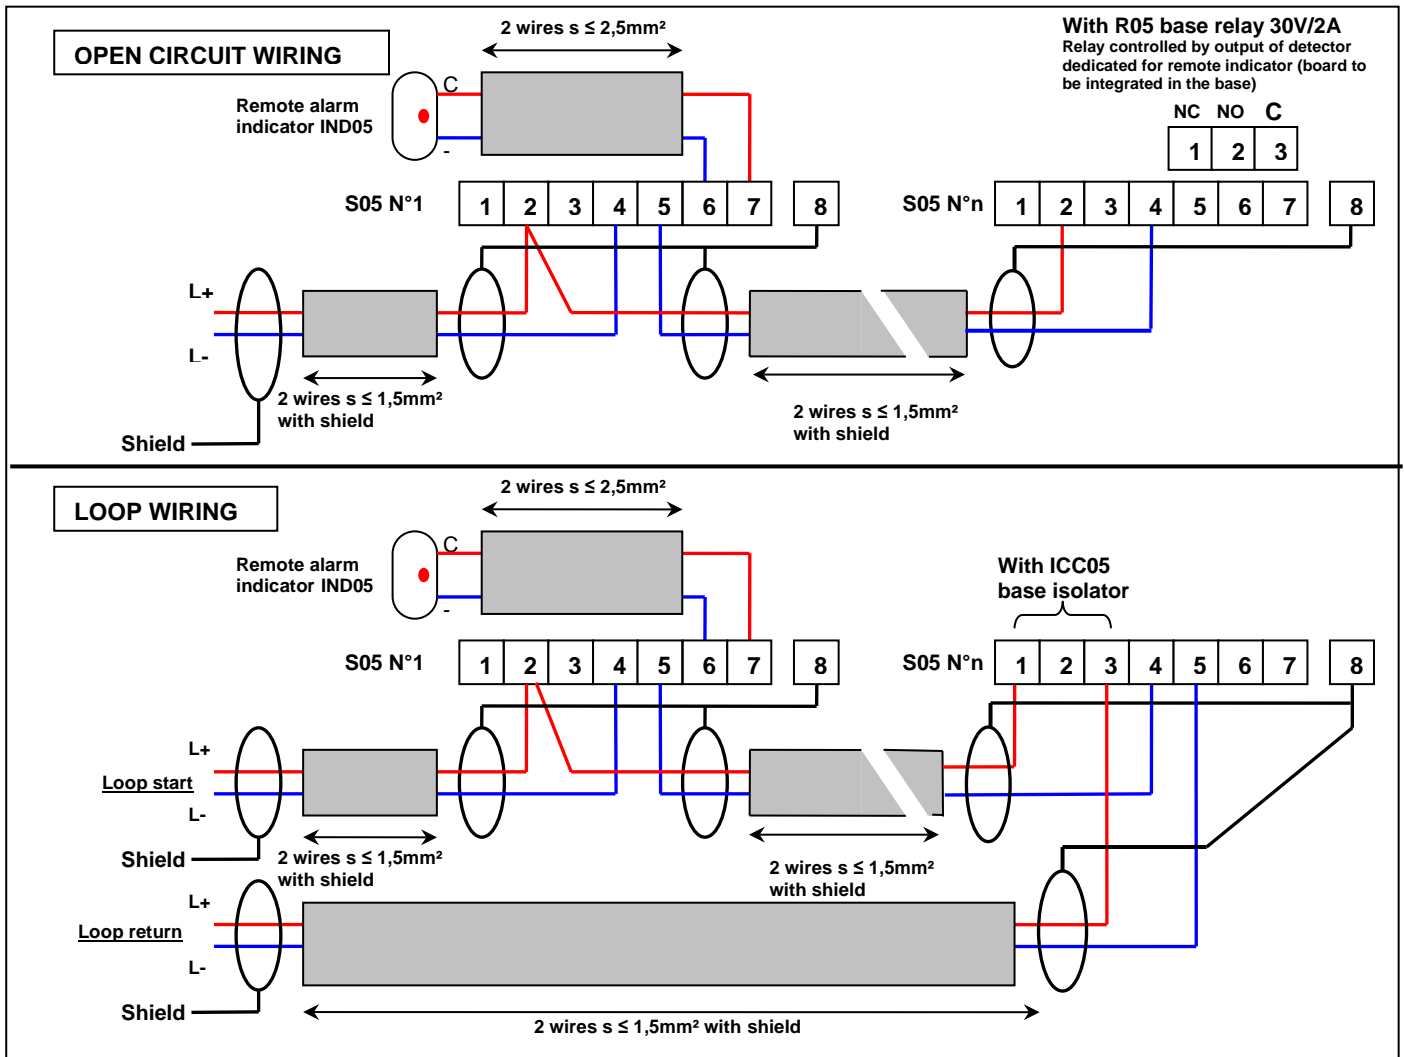 OPEN CIRCUIT WIRING
2 wires s ≤ 2,5mm²
With R05 base relay 30V/2A
Relay controlled by output of detector
dedicated for remote indicator (board to
be integrated in the base)
Remote alarm
indicator IND05
C
-
NC NO C
1 2 3
S05 N°1
1 2 3 4 5 6 7 8
S05 N°n
1 2 3 4 5 6 7 8
L+
L-
2 wires s ≤ 1,5mm²
with shield
2 wires s ≤ 1,5mm²
with shield
Shield
LOOP WIRING
2 wires s ≤ 2,5mm²
Remote alarm
indicator IND05
C
-
With ICC05
base isolator
S05 N°1
1 2 3 4 5 6 7 8
S05 N°n
1 2 3 4 5 6 7 8
L+
Loop start
L-
Shield
2 wires s ≤ 1,5mm²
with shield
2 wires s ≤ 1,5mm²
with shield
L+
Loop return
L-
Shield
2 wires s ≤ 1,5mm² with shield